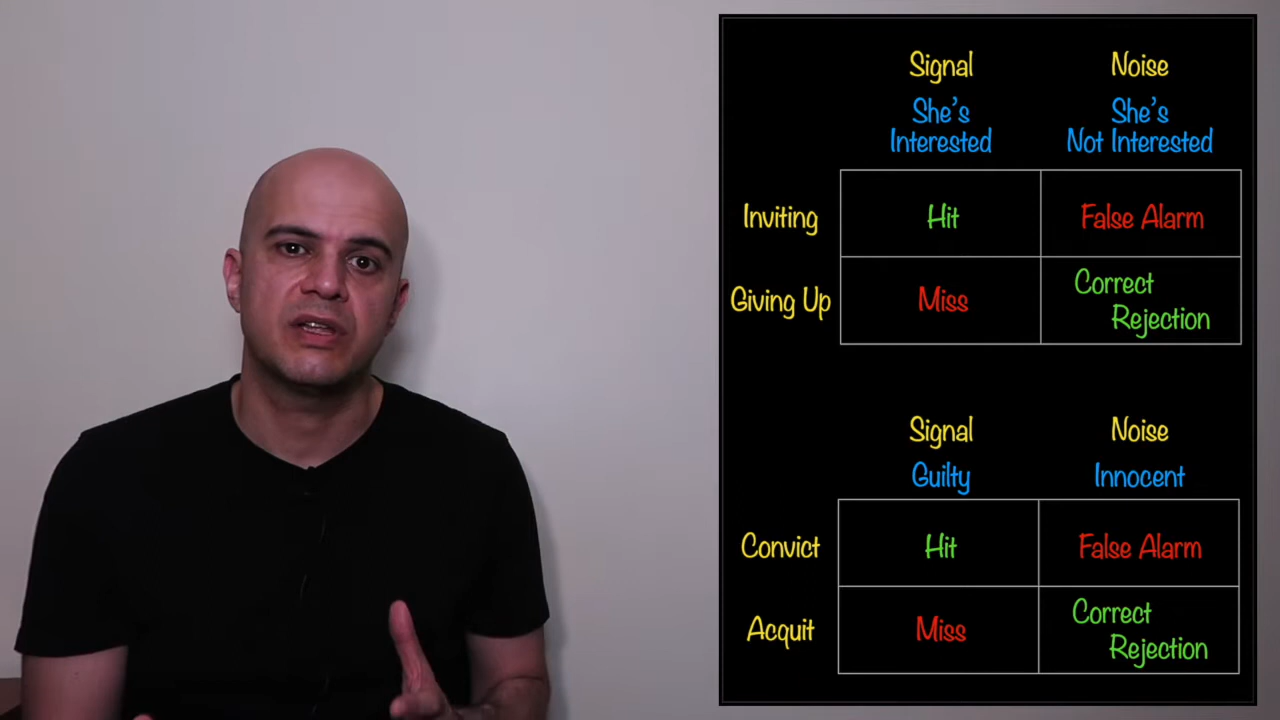 Signal Noise
She's She's
Interested Not Interested
Inviting Hit False Alarm
Giving Up Miss Correct
Rejection
Signal Noise
Guilty Innocent
Convict Hit False Alarm
Acquit Miss Correct
Rejection